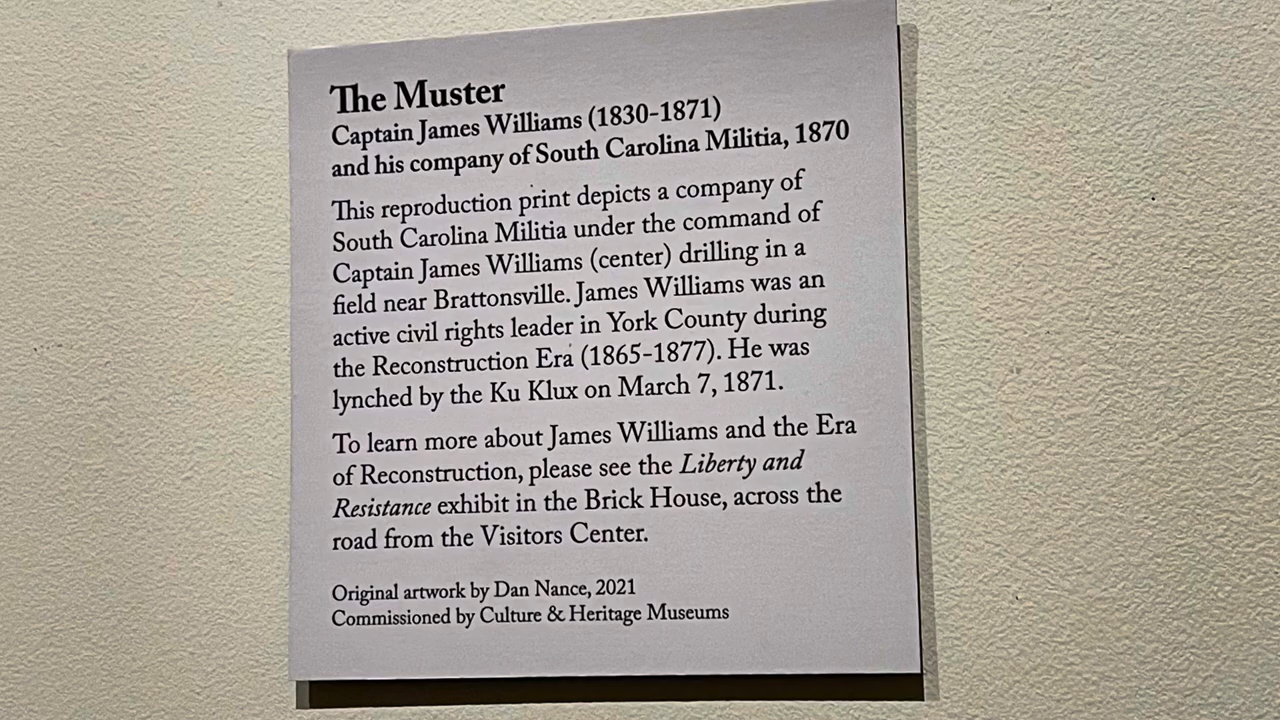 The Muster
Captain James Williams (1830-1871)
and his company of South Carolina Militia, 1870
This reproduction print depicts a company of
South Carolina Militia under the command of
Captain James Williams (center) drilling in a
field near Brattonsville. James Williams was an
active civil rights leader in York County during
the Reconstruction Era (1865-1877). He was
lynched by the Ku Klux on March 7, 1871.
To learn more about James Williams and the Era
of Reconstruction, please see the Liberty and
Resistance exhibit in the Brick House, across the
road from the Visitors Center.
Original artwork by Dan Nance, 2021
Commissioned by Culture & Heritage Museums